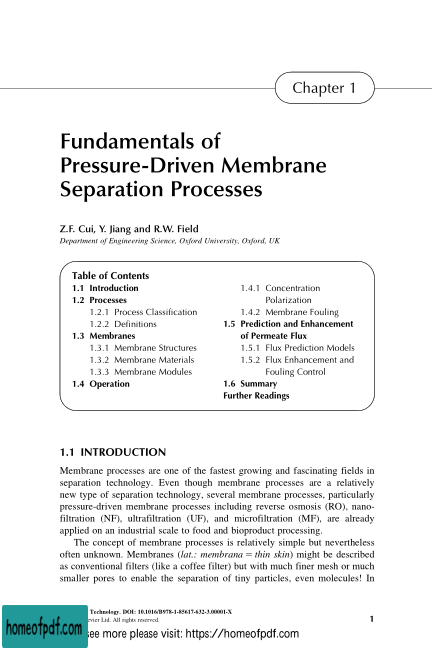 Chapter 1
Fundamentals of
Pressure-Driven Membrane
Separation Processes
Z.F. Cui, Y. Jiang and R.W. Field
Department of Engineering Science, Oxford University, Oxford, UK
Table of Contents
1.1 Introduction
1.2 Processes
1.2.1 Process Classification
1.2.2 Definitions
1.3 Membranes
1.3.1 Membrane Structures
1.3.2 Membrane Materials
1.3.3 Membrane Modules
1.4 Operation
1.4.1 Concentration
Polarization
1.4.2 Membrane Fouling
1.5 Prediction and Enhancement
of Permeate Flux
1.5.1 Flux Prediction Models
1.5.2 Flux Enhancement and
Fouling Control
1.6 Summary
Further Readings
1.1 INTRODUCTION
Membrane processes are one of the fastest growing and fascinating fields in
separation technology. Even though membrane processes are a relatively
new type of separation technology, several membrane processes, particularly
pressure-driven membrane processes including reverse osmosis (RO), nano-
filtration (NF), ultrafiltration (UF), and microfiltration (MF), are already
applied on an industrial scale to food and bioproduct processing.
The concept of membrane processes is relatively simple but nevertheless
often unknown. Membranes (lat.: membrana = thin skin) might be described
as conventional filters (like a coffee filter) but with much finer mesh or much
smaller pores to enable the separation of tiny particles, even molecules! In
Technology. DOI: 10.1016/B978-1-85617-632-3.00001-X
Ltd. All rights reserved.
1
homeofpdf.com
see more please visit: https://homeofpdf.com